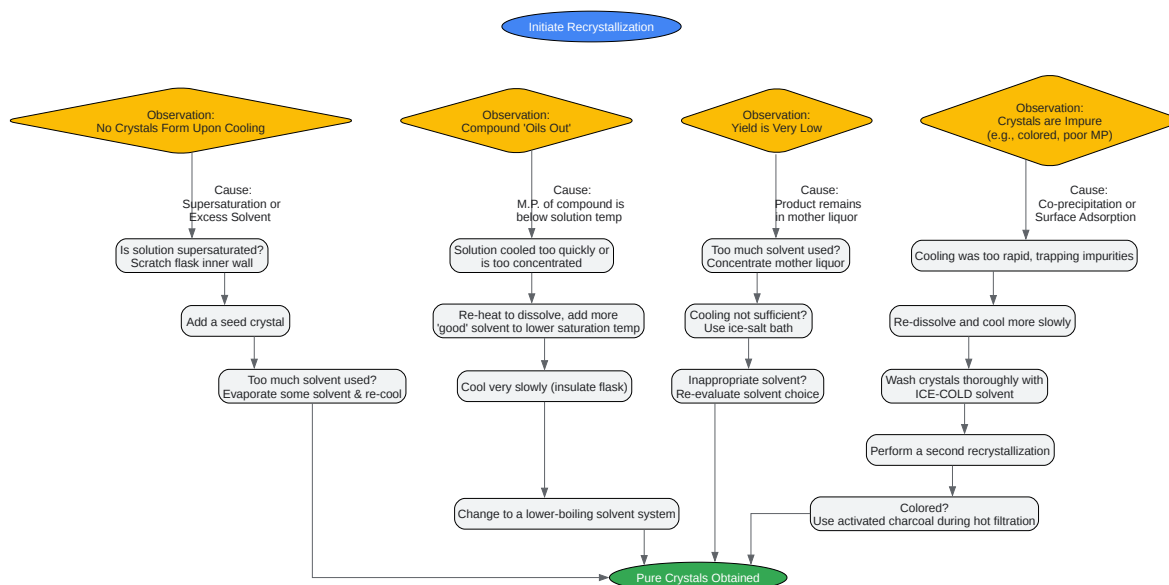 Initiate Recrystallization
Observation:
No Crystals Form Upon Cooling
Cause:
Supersaturation or
Excess Solvent
Is solution supersaturated?
Scratch flask inner wall
Add a seed crystal
Too much solvent used?
Evaporate some solvent & re-cool
Observation:
Compound 'Oils Out'
Cause:
M.P. of compound is
below solution temp
Solution cooled too quickly or
is too concentrated
Re-heat to dissolve, add more
'good' solvent to lower saturation temp
Cool very slowly (insulate flask)
Change to a lower-boiling solvent system
Observation:
Yield is Very Low
Cause:
Product remains
in mother liquor
Too much solvent used?
Concentrate mother liquor
Cooling not sufficient?
Use ice-salt bath
Inappropriate solvent?
Re-evaluate solvent choice
Observation:
Crystals are Impure
(e.g., colored, poor MP)
Cause:
Co-precipitation or
Surface Adsorption
Cooling was too rapid, trapping impurities
Re-dissolve and cool more slowly
Wash crystals thoroughly with
ICE-COLD solvent
Perform a second recrystallization
Colored?
Use activated charcoal during hot filtration
Pure Crystals Obtained